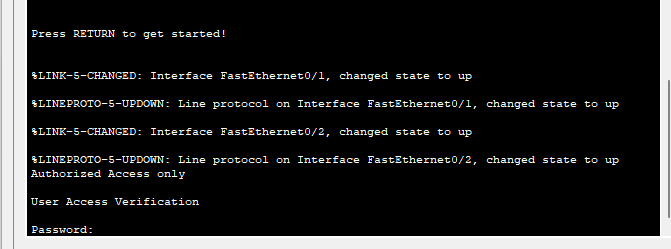 Press RETURN to get started!
%LINK-5-CHANGED: Interface FastEthernet0/1, changed state to up
%LINEPROTO-5-UPDOWN: Line protocol on Interface FastEthernet0/1, changed state to up
%LINK-5-CHANGED: Interface FastEthernet0/2, changed state to up
%LINEPROTO-5-UPDOWN: Line protocol on Interface FastEthernet0/2, changed state to up
Authorized Access only
User Access Verification
Password: